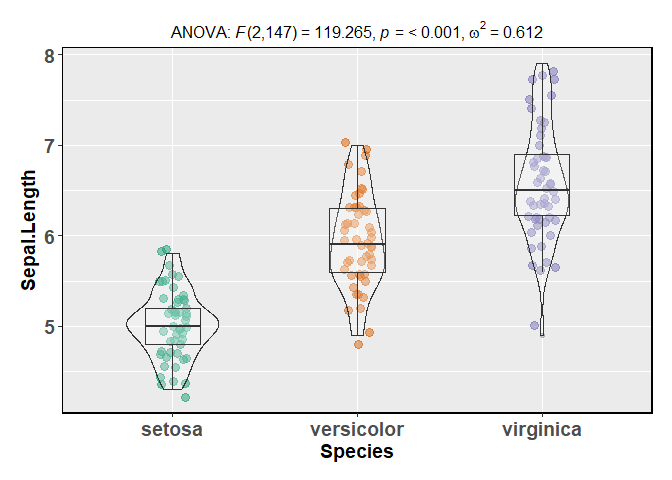 ANOVA: F(2,147) = 119.265, p = < 0.001, ω² = 0.612
8
7
6
5
Sepal.Length
setosa versicolor virginica
Species